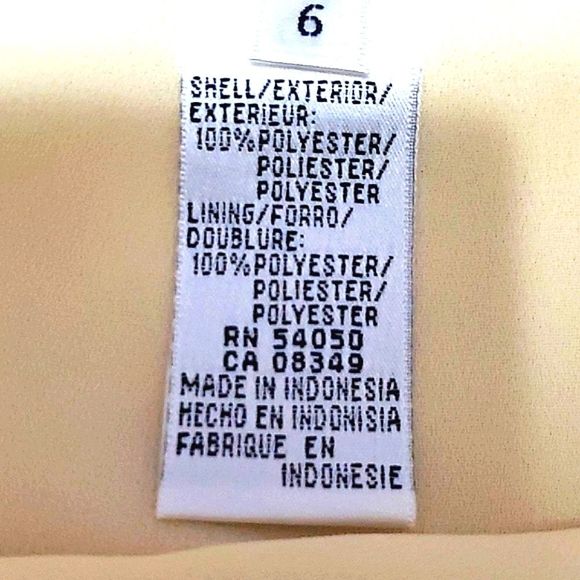 6
SHELL/EXTERIOR/
EXTERIEUR:
100%POLYESTER/
POLIESTER/
POLYESTER
LINING/FORRO/
DOUBLURE:
100%POLYESTER/
POLIESTER/
POLYESTER
RN 54050
CA 08349
MADE IN INDONESIA
HECHO EN INDONISIA
FABRIQUE EN
INDONESIE